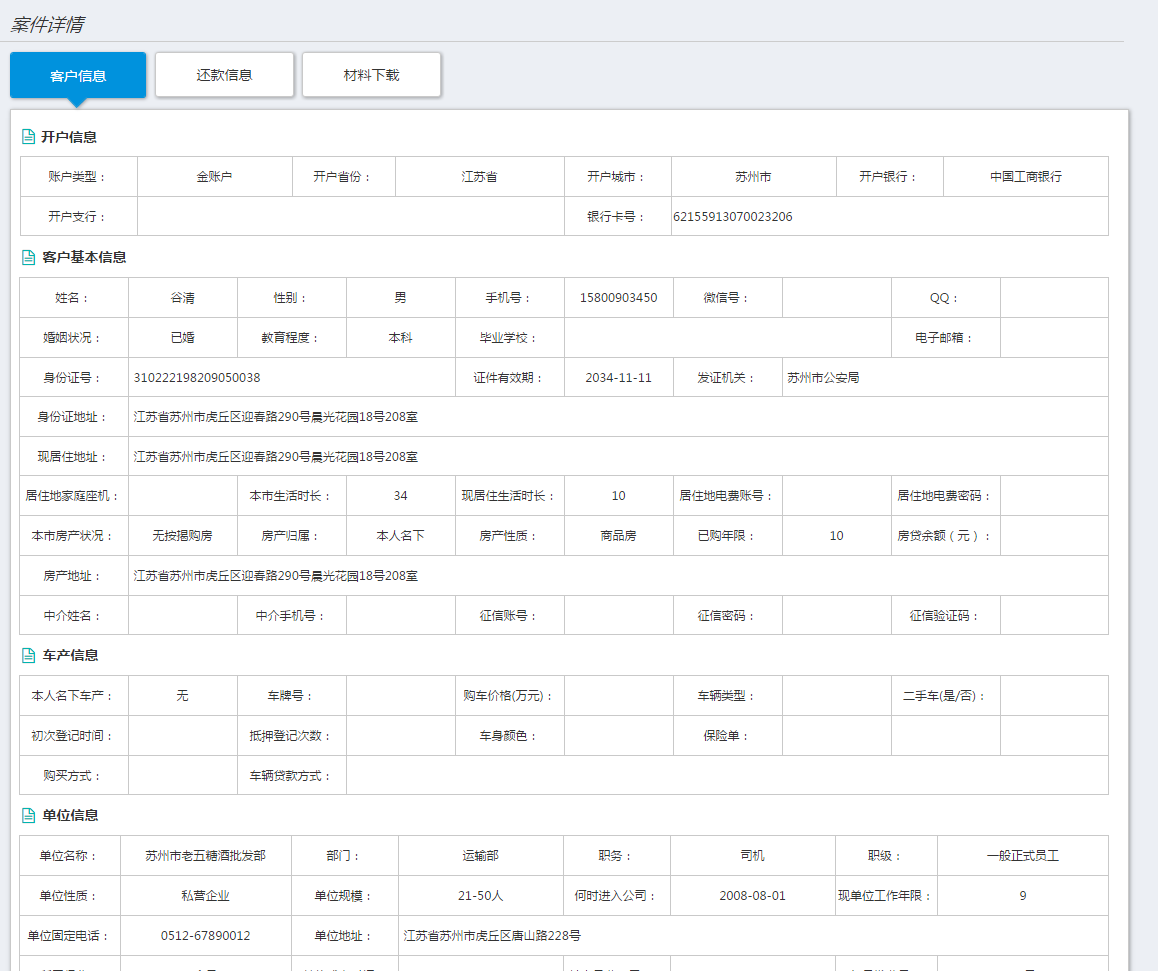 案件详情
客户信息 还款信息 材料下载
开户信息
账户类型： 金账户 开户省份： 江苏省 开户城市： 苏州市 开户银行： 中国工商银行
开户支行： 银行卡号： 62155913070023206
客户基本信息
姓名： 谷清 性别： 男 手机号： 15800903450 微信号： QQ：
婚姻状况： 已婚 教育程度： 本科 毕业学校： 电子邮箱：
身份证号： 310222198209050038 证件有效期： 2034-11-11 发证机关： 苏州市公安局
身份证地址： 江苏省苏州市虎丘区迎春路290号晨光花园18号208室
现居住地址： 江苏省苏州市虎丘区迎春路290号晨光花园18号208室
居住地家庭座机： 本市生活时长： 34 现居住生活时长： 10 居住地电费账号： 居住地电费密码：
本市房产状况： 无按揭购房 房产归属： 本人名下 房产性质： 商品房 已购年限： 10 房贷余额（元）：
房产地址： 江苏省苏州市虎丘区迎春路290号晨光花园18号208室
中介姓名： 中介手机号： 征信账号： 征信密码： 征信验证码：
车产信息
本人名下车产： 无 车牌号： 购车价格(万元)： 车辆类型： 二手车(是/否)：
初次登记时间： 抵押登记次数： 车身颜色： 保险单：
购买方式： 车辆贷款方式：
单位信息
单位名称： 苏州市老五糖酒批发部 部门： 运输部 职务： 司机 职级： 一般正式员工
单位性质： 私营企业 单位规模： 21-50人 何时进入公司： 2008-08-01 现单位工作年限： 9
单位固定电话： 0512-67890012 单位地址： 江苏省苏州市虎丘区唐山路228号